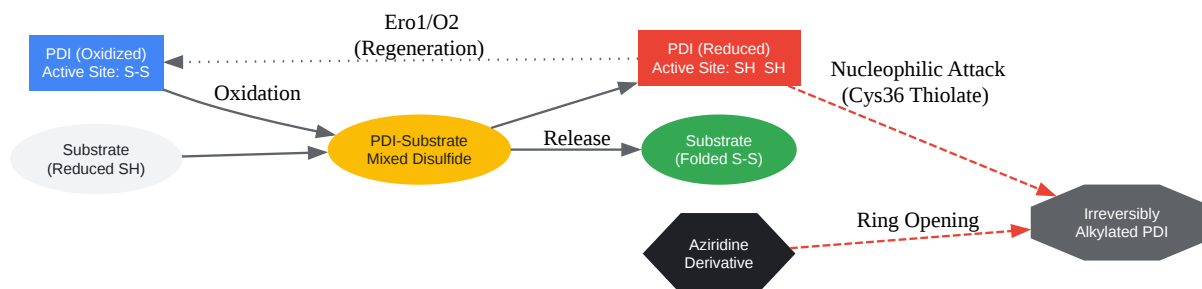 Ero1/O2
(Regeneration)
PDI (Oxidized)
Active Site: S-S
PDI (Reduced)
Active Site: SH  SH
Nucleophilic Attack
(Cys36 Thiolate)
Oxidation
Substrate
(Reduced SH)
PDI-Substrate
Mixed Disulfide
Release
Substrate
(Folded S-S)
Aziridine
Derivative
Ring Opening
Irreversibly
Alkylated PDI